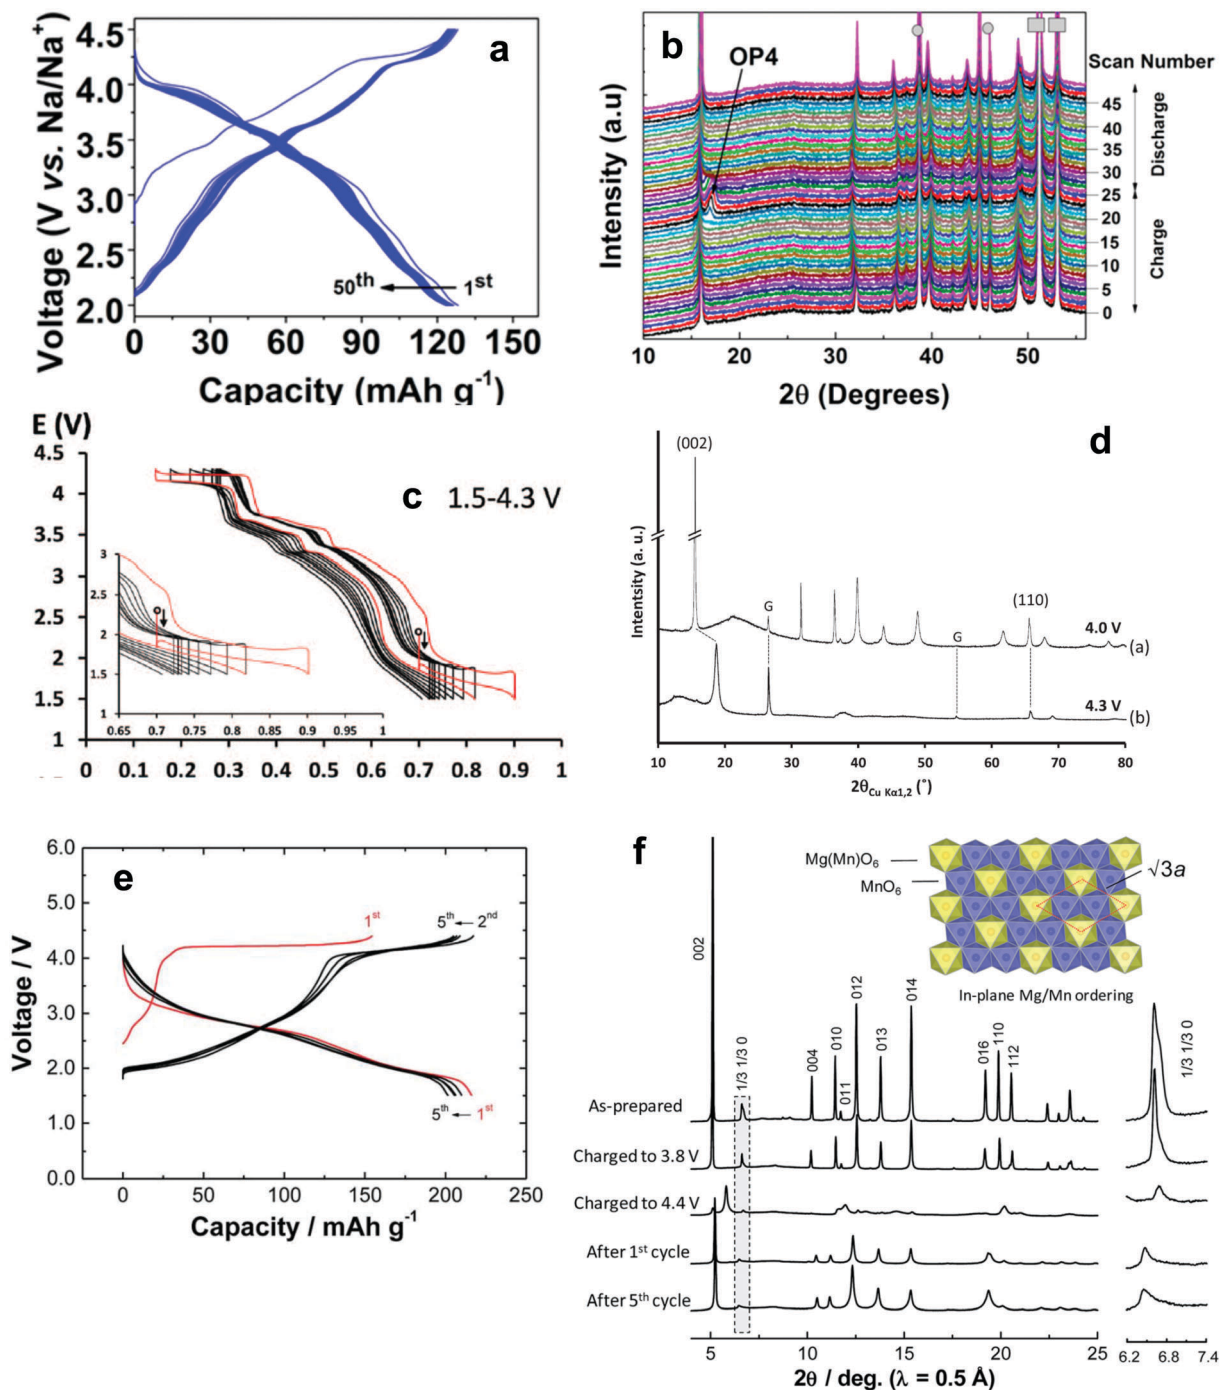 a
Voltage (V vs. Na/Na+)
4.5
4.0
3.5
3.0
2.5
2.0
50th
1st
0 30 60 90 120 150
Capacity (mAh g-1)
b
Intensity (a.u)
OP4
Scan Number
45
40
35
30
25
20
15
10
5
0
Discharge
Charge
10 20 30 40 50
2θ (Degrees)
E (V)
c
1.5-4.3 V
4.5
4
3.5
3
2.5
2
1.5
1
3
2.5
2
1.5
1
0.65 0.7 0.75 0.8 0.85 0.9 0.95 1
0 0.1 0.2 0.3 0.4 0.5 0.6 0.7 0.8 0.9 1
d
Intentsity (a. u.)
(002)
G
G
(110)
4.0 V
(a)
4.3 V
(b)
10 20 30 40 50 60 70 80
2θCu Kα1,2 (°)
e
Voltage / V
6.0
5.0
4.0
3.0
2.0
1.0
0.0
1st
5th ← 2nd
5th ← 1st
0 50 100 150 200 250
Capacity / mAh g-1
f
Mg(Mn)O6
MnO6
√3a
In-plane Mg/Mn ordering
002
1/3 1/3 0
004
010
011
012
013
014
016
110
112
1/3 1/3 0
As-prepared
Charged to 3.8 V
Charged to 4.4 V
After 1st cycle
After 5th cycle
5 10 15 20 25
6.2 6.8 7.4
2θ / deg. (λ = 0.5 Å)